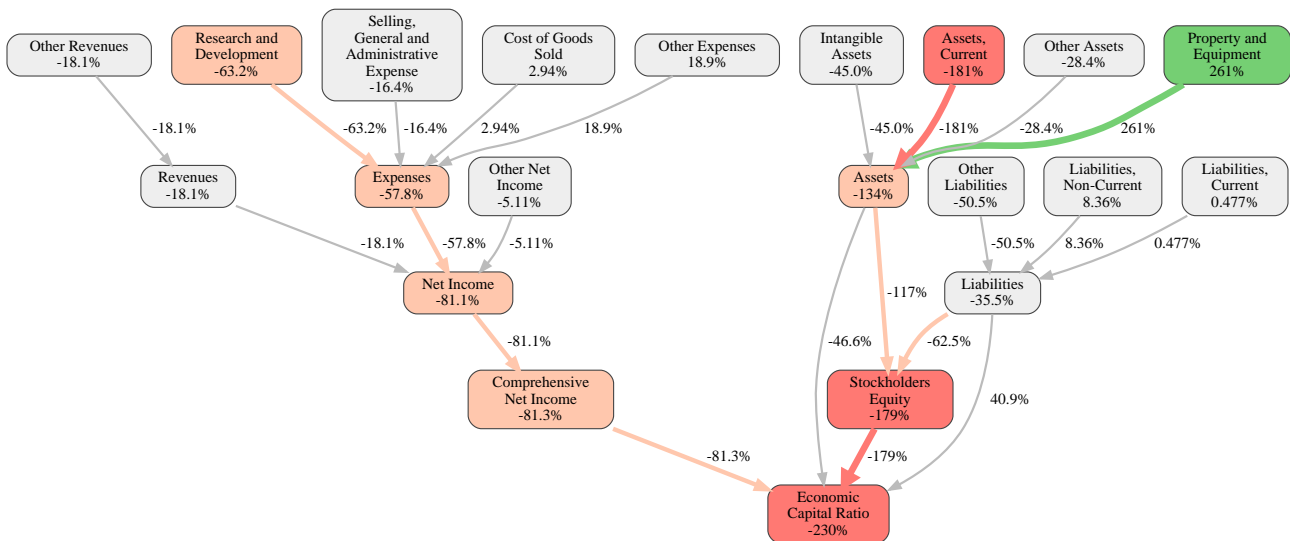 Other Revenues
-18.1%
Research and
Development
-63.2%
Selling,
General and
Administrative
Expense
-16.4%
Cost of Goods
Sold
2.94%
Other Expenses
18.9%
Intangible
Assets
-45.0%
Assets,
Current
-181%
Other Assets
-28.4%
Property and
Equipment
261%
-18.1%
-63.2%
-16.4%
2.94%
18.9%
-45.0%
-181%
-28.4%
261%
Revenues
-18.1%
Expenses
-57.8%
Other Net
Income
-5.11%
Assets
-134%
Other
Liabilities
-50.5%
Liabilities,
Non-Current
8.36%
Liabilities,
Current
0.477%
-18.1%
-57.8%
-5.11%
-50.5%
8.36%
0.477%
Net Income
-81.1%
-117%
Liabilities
-35.5%
-81.1%
-46.6%
-62.5%
Comprehensive
Net Income
-81.3%
Stockholders
Equity
-179%
40.9%
-81.3%
-179%
Economic
Capital Ratio
-230%